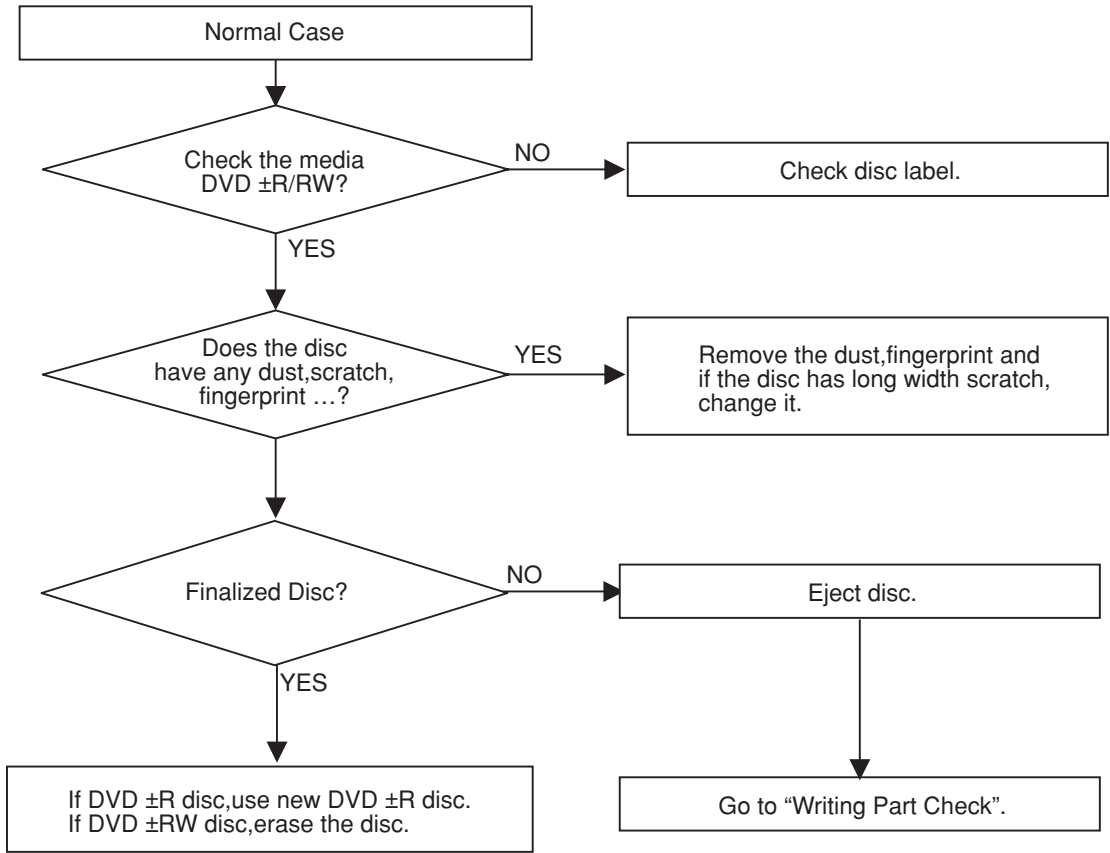 Normal Case
Check the media
DVD ±R/RW?
NO
Check disc label.
YES
Does the disc
have any dust,scratch,
fingerprint …?
YES
Remove the dust,fingerprint and
if the disc has long width scratch,
change it.
Finalized Disc?
NO
Eject disc.
YES
If DVD ±R disc,use new DVD ±R disc.
If DVD ±RW disc,erase the disc.
Go to “Writing Part Check”.